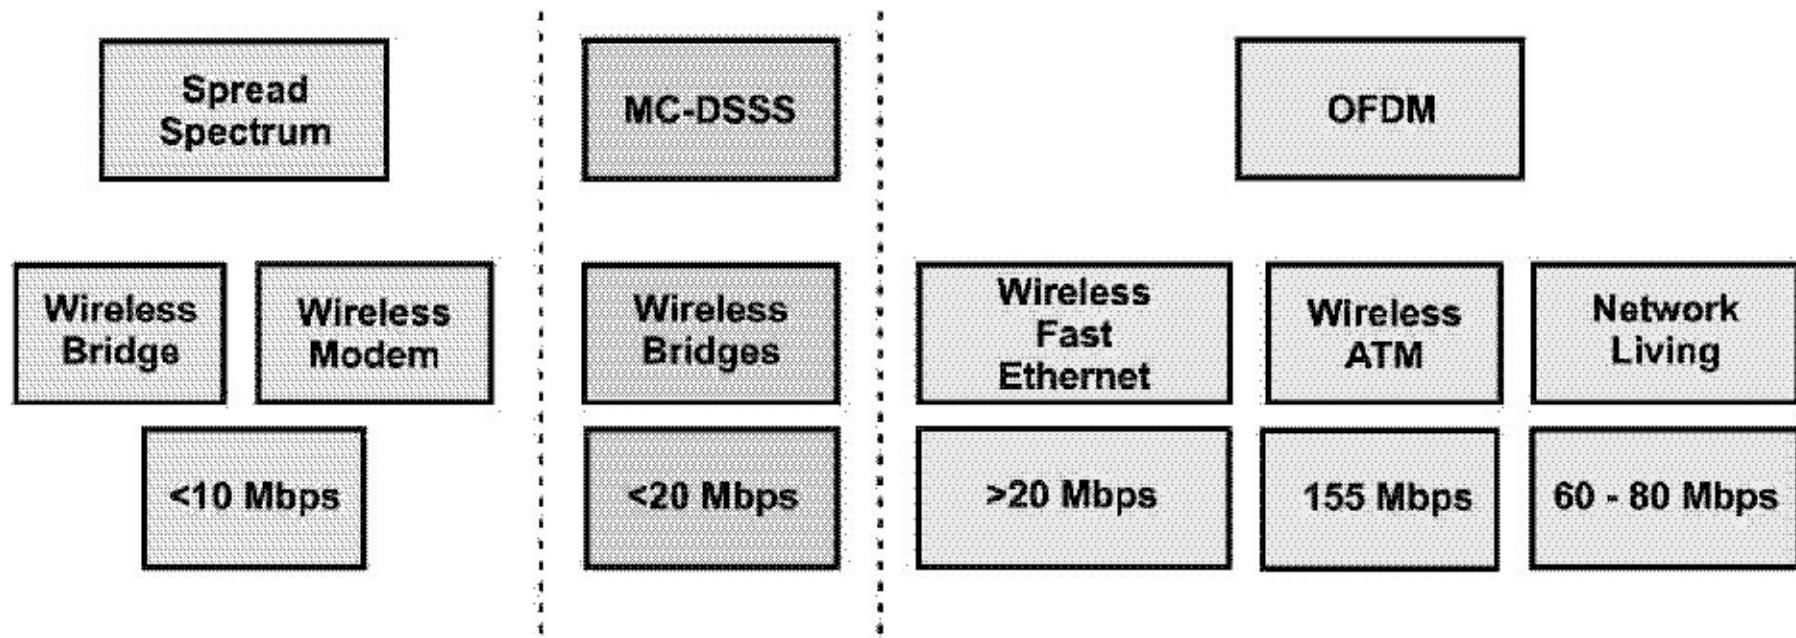 Spread
Spectrum
MC-DSSS
OFDM
Wireless
Bridge
Wireless
Modem
Wireless
Bridges
Wireless
Fast
Ethernet
Wireless
ATM
Network
Living
<10 Mbps
<20 Mbps
>20 Mbps
155 Mbps
60 - 80 Mbps